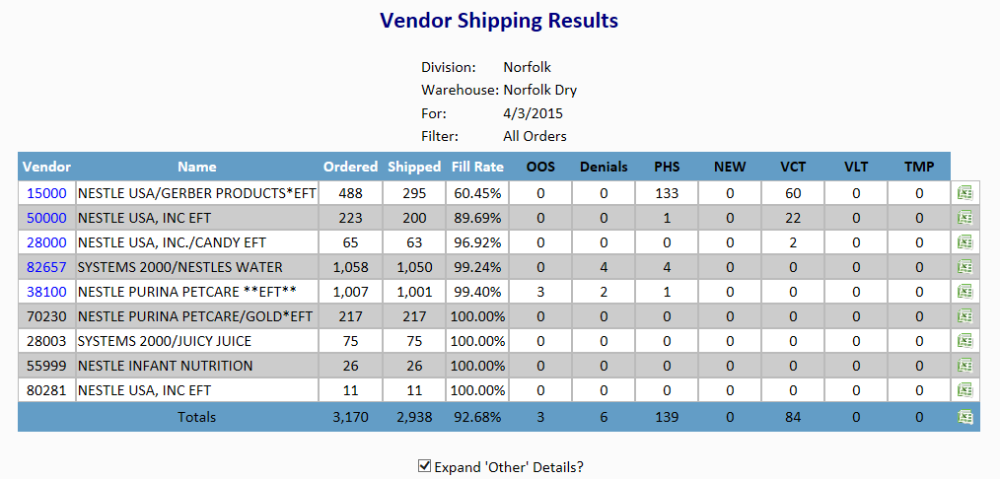 Vendor Shipping Results
Division: Norfolk
Warehouse: Norfolk Dry
For: 4/3/2015
Filter: All Orders
Vendor Name Ordered Shipped Fill Rate OOS Denials PHS NEW VCT VLT TMP
15000 NESTLE USA/GERBER PRODUCTS*EFT 488 295 60.45% 0 0 133 0 60 0 0
50000 NESTLE USA, INC EFT 223 200 89.69% 0 0 1 0 22 0 0
28000 NESTLE USA, INC./CANDY EFT 65 63 96.92% 0 0 0 0 2 0 0
82657 SYSTEMS 2000/NESTLES WATER 1,058 1,050 99.24% 0 4 4 0 0 0 0
38100 NESTLE PURINA PETCARE **EFT** 1,007 1,001 99.40% 3 2 1 0 0 0 0
70230 NESTLE PURINA PETCARE/GOLD*EFT 217 217 100.00% 0 0 0 0 0 0 0
28003 SYSTEMS 2000/JUICY JUICE 75 75 100.00% 0 0 0 0 0 0 0
55999 NESTLE INFANT NUTRITION 26 26 100.00% 0 0 0 0 0 0 0
80281 NESTLE USA, INC EFT 11 11 100.00% 0 0 0 0 0 0 0
Totals 3,170 2,938 92.68% 3 6 139 0 84 0 0
Expand 'Other' Details?